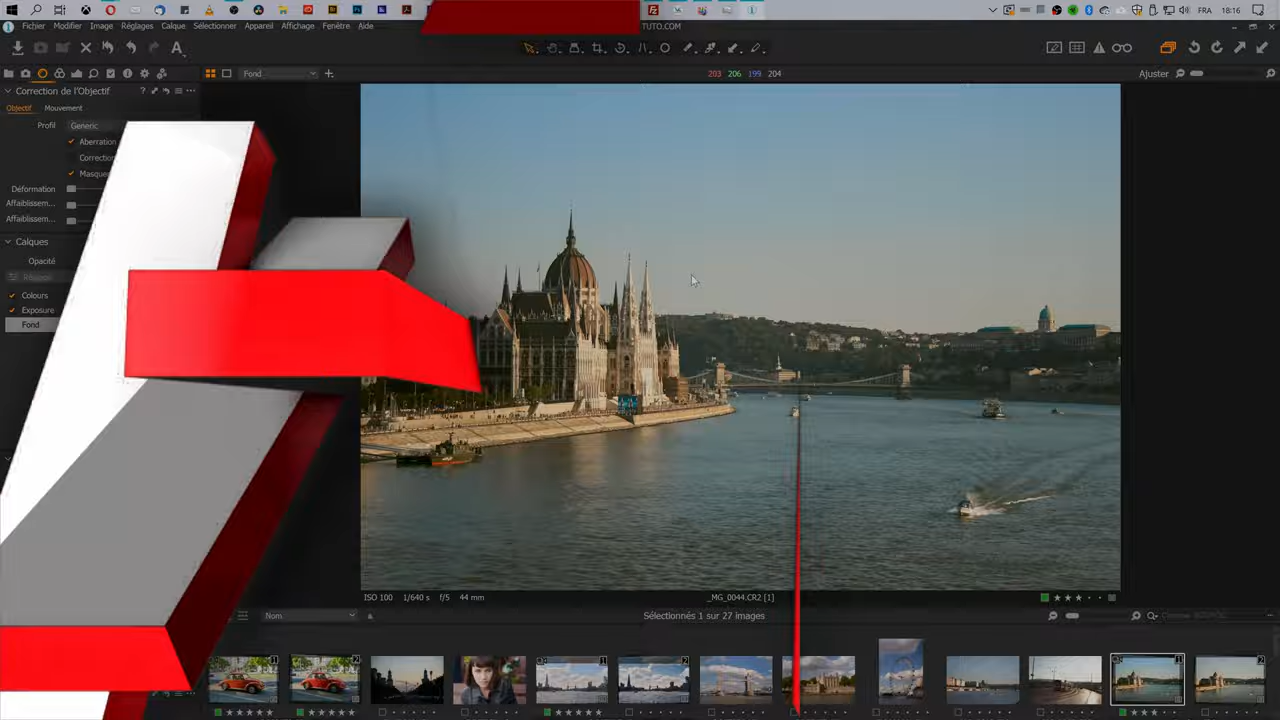 FRA
18:16
Fichier Modifier Image Réglages Calque Sélectionner Appareil Affichage Fenêtre Aide
TUTO.COM
Fond
203 206 199 204
Ajuster
Correction de l'Objectif
Objectif Mouvement
Profil Generic
Aberration
Correction
Masque
Déformation
Affaiblissem...
Affaiblissem...
Calques
Opacité
Colours
Exposure
Fond
ISO 100 1/640 s f/5 44 mm
_MG_0044.CR2 [1]
Nom
Sélectionnés 1 sur 27 images